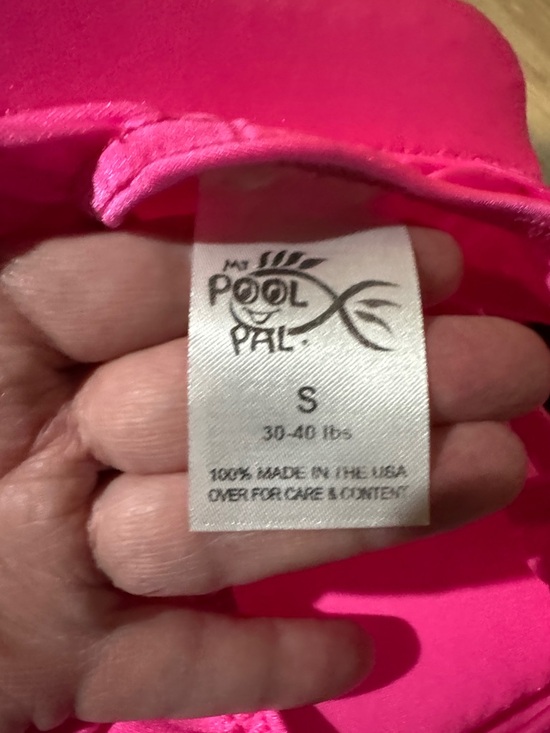 MY
POOL
PAL.
S
30-40 lbs
100% MADE IN THE USA
OVER FOR CARE & CONTENT